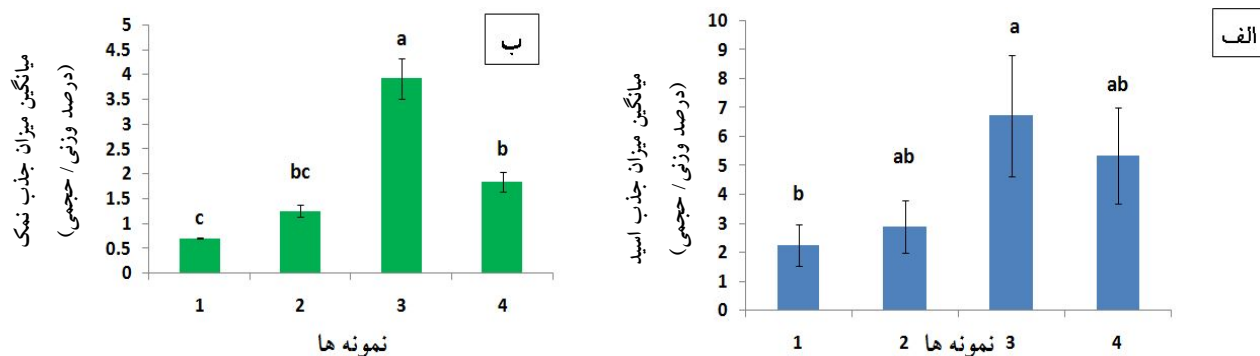 الف
میانگین میزان جذب اسید
(درصد وزنی/ حجمی)
10
9
8
7
6
5
4
3
2
1
0
b
ab
a
ab
1 2 3 4
نمونه ها
ب
میانگین میزان جذب نمک
(درصد وزنی/ حجمی)
5
4.5
4
3.5
3
2.5
2
1.5
1
0.5
0
c
bc
a
b
1 2 3 4
نمونه ها